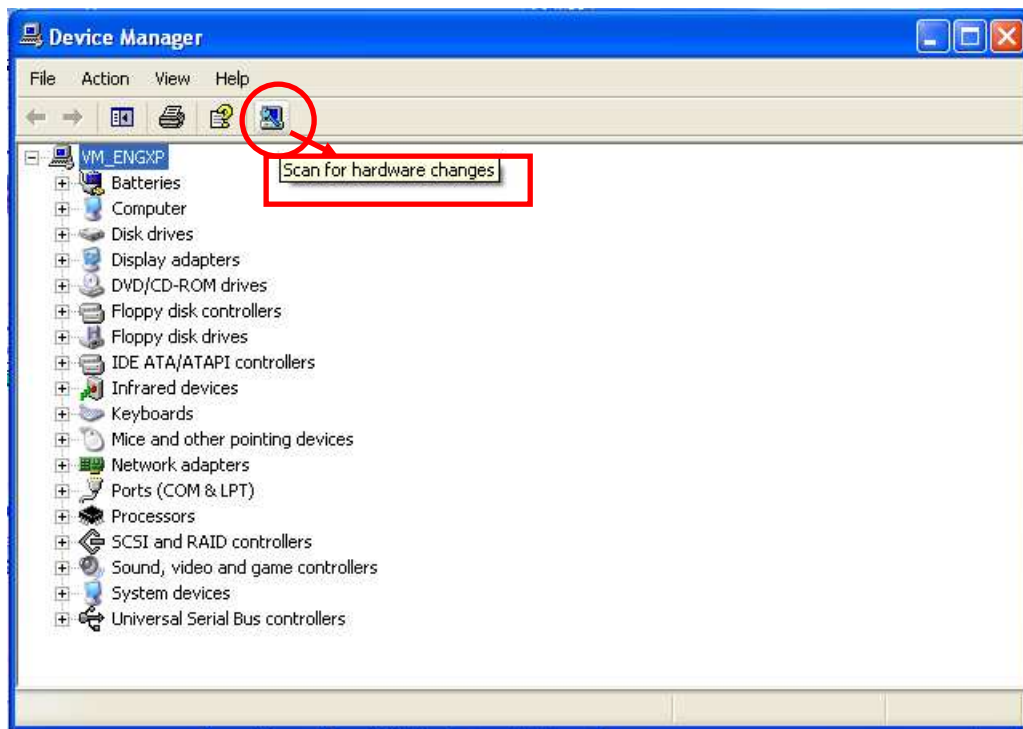 Device Manager
File Action View Help
VM_ENGXP
Scan for hardware changes
Batteries
Computer
Disk drives
Display adapters
DVD/CD-ROM drives
Floppy disk controllers
Floppy disk drives
IDE ATA/ATAPI controllers
Infrared devices
Keyboards
Mice and other pointing devices
Network adapters
Ports (COM & LPT)
Processors
SCSI and RAID controllers
Sound, video and game controllers
System devices
Universal Serial Bus controllers